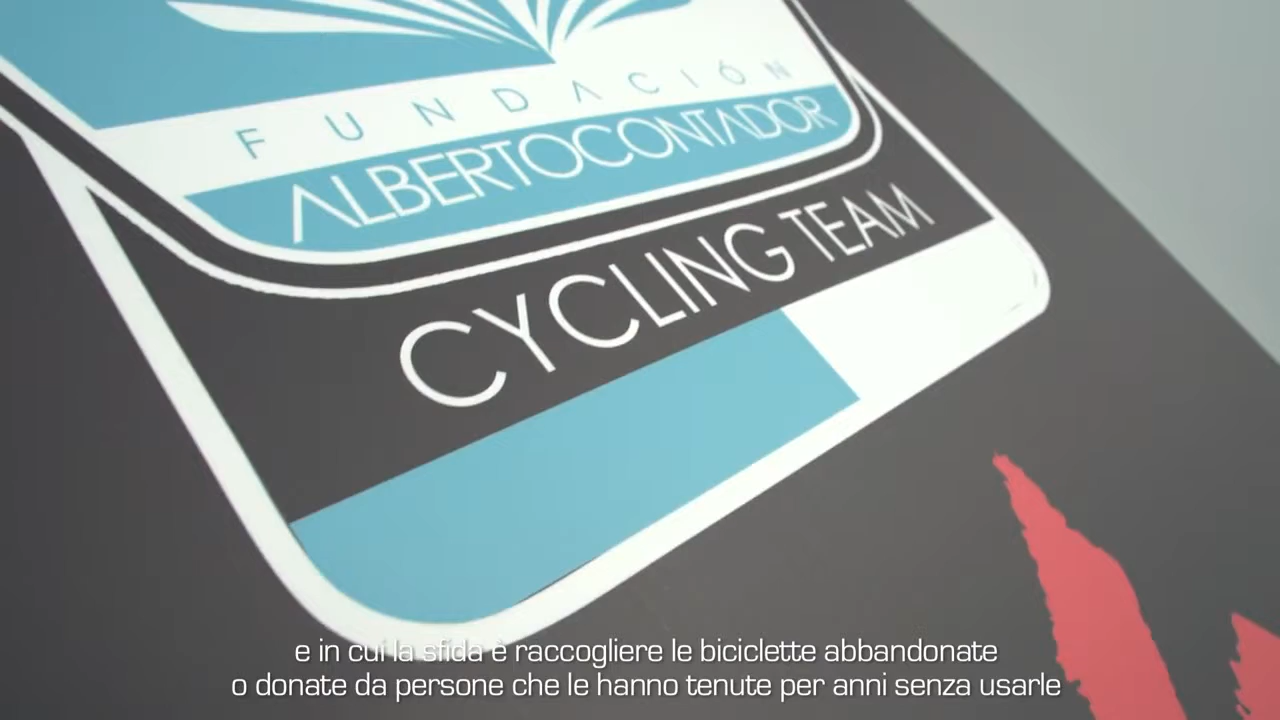 FUNDACIÓN
ALBERTOCONTADOR
CYCLING TEAM
e in cui la sfida è raccogliere le biciclette abbandonate
o donate da persone che le hanno tenute per anni senza usarle